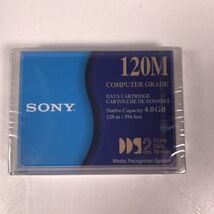 120M
COMPUTER GRADE
DATA CARTRIDGE
CARTOUCHE DE DONNÉES
Native Capacity 4.0 GB
120 m / 394 feet
SONY
DDS 2
Digital
Data
Storage
Media Recognition System